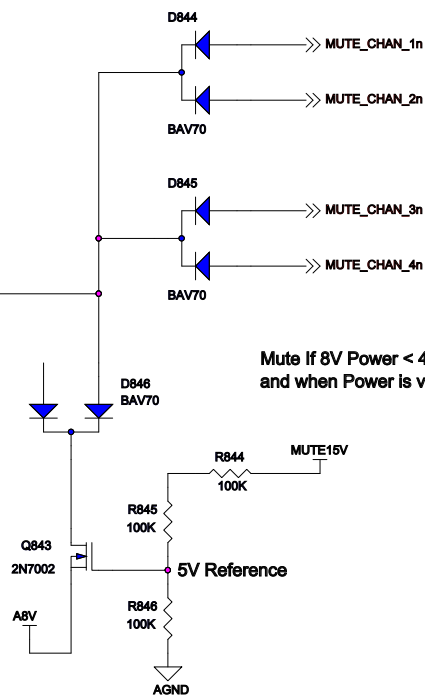 D844
MUTE_CHAN_1n
MUTE_CHAN_2n
BAV70
D845
MUTE_CHAN_3n
MUTE_CHAN_4n
BAV70
Mute If 8V Power < 4
and when Power is v
D846
BAV70
MUTE15V
R844
100K
R845
100K
Q843
2N7002
5V Reference
R846
100K
A8V
AGND